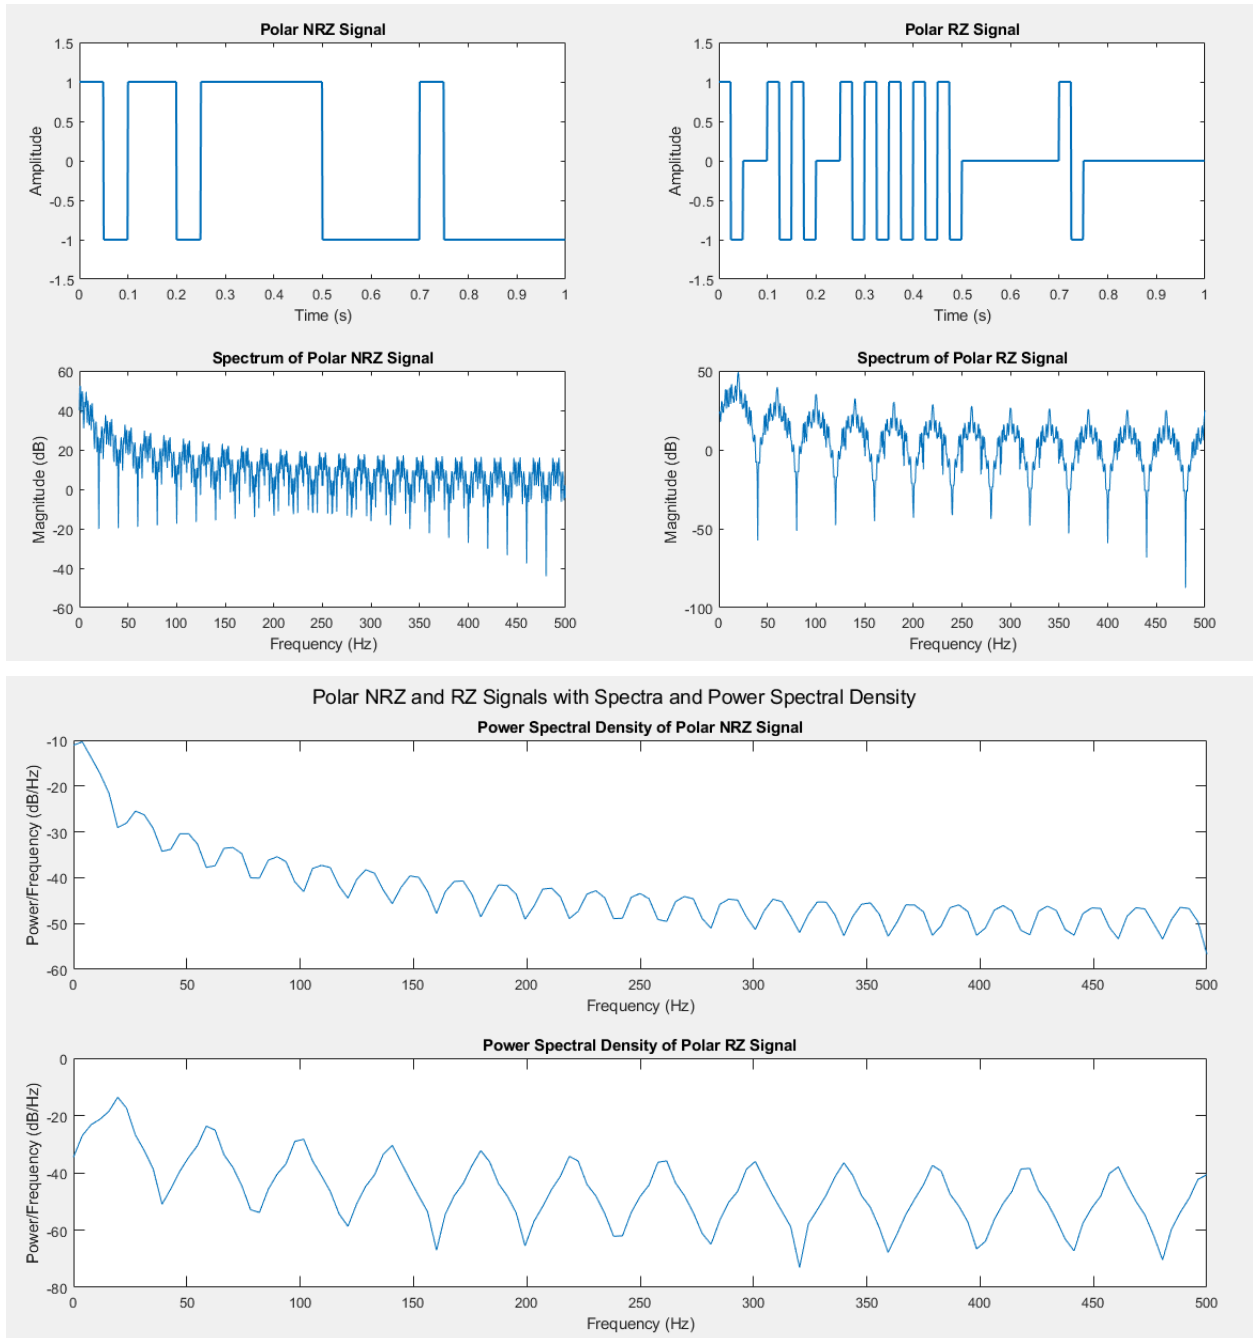 Polar NRZ Signal
1.5
1
0.5
0
-0.5
-1
-1.5
Amplitude
0 0.1 0.2 0.3 0.4 0.5 0.6 0.7 0.8 0.9 1
Time (s)
Polar RZ Signal
1.5
1
0.5
0
-0.5
-1
-1.5
Amplitude
0 0.1 0.2 0.3 0.4 0.5 0.6 0.7 0.8 0.9 1
Time (s)
Spectrum of Polar NRZ Signal
60
40
20
0
-20
-40
-60
Magnitude (dB)
0 50 100 150 200 250 300 350 400 450 500
Frequency (Hz)
Spectrum of Polar RZ Signal
50
0
-50
-100
Magnitude (dB)
0 50 100 150 200 250 300 350 400 450 500
Frequency (Hz)
Polar NRZ and RZ Signals with Spectra and Power Spectral Density
Power Spectral Density of Polar NRZ Signal
-10
-20
-30
-40
-50
-60
Power/Frequency (dB/Hz)
0 50 100 150 200 250 300 350 400 450 500
Frequency (Hz)
Power Spectral Density of Polar RZ Signal
0
-20
-40
-60
-80
Power/Frequency (dB/Hz)
0 50 100 150 200 250 300 350 400 450 500
Frequency (Hz)